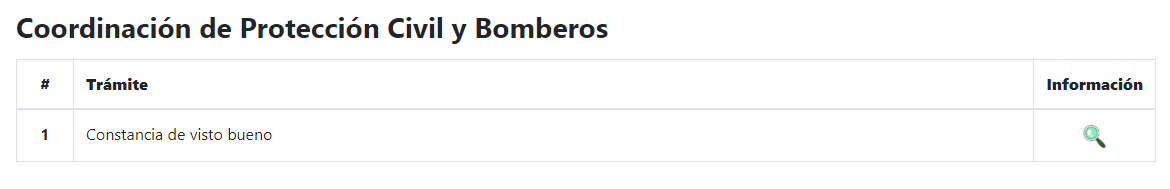 Coordinación de Protección Civil y Bomberos
# Trámite Información
1 Constancia de visto bueno